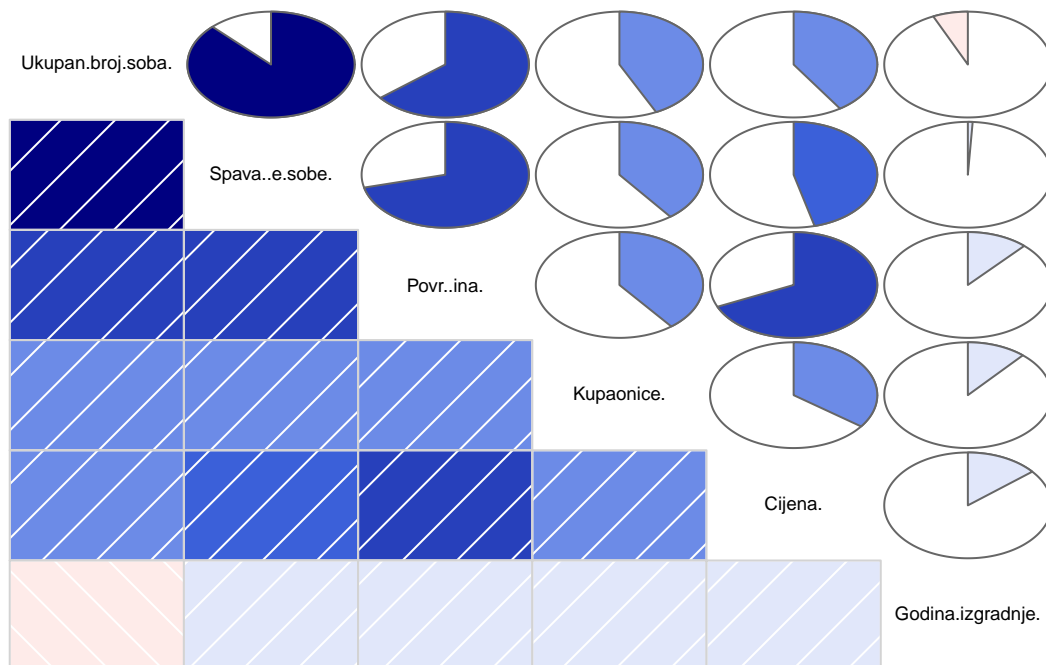 Ukupan.broj.soba.
Spava..e.sobe.
Povr..ina.
Kupaonice.
Cijena.
Godina.izgradnje.